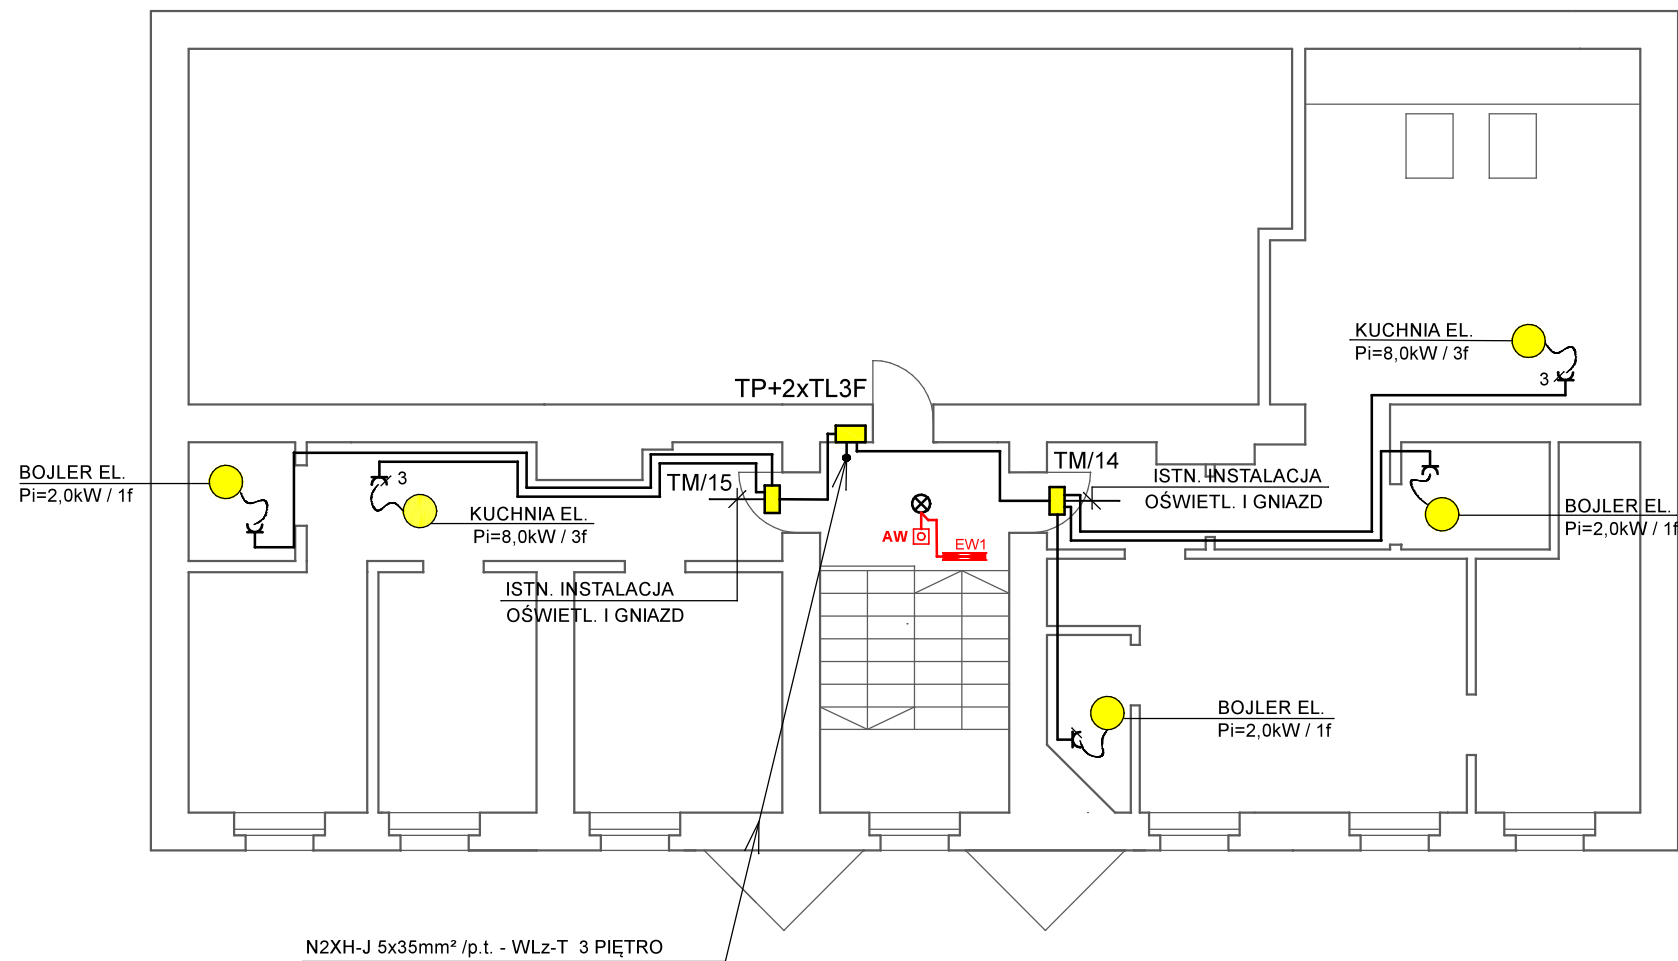 KUCHNIA EL.
Pi=8,0kW / 3f
3
TP+2xTL3F
BOJLER EL.
Pi=2,0kW / 1f
3
TM/15
TM/14
ISTN. INSTALACJA
OŚWIETL. I GNIAZD
KUCHNIA EL.
Pi=8,0kW / 3f
BOJLER EL.
Pi=2,0kW / 1f
AW
EW1
ISTN. INSTALACJA
OŚWIETL. I GNIAZD
BOJLER EL.
Pi=2,0kW / 1f
N2XH-J 5x35mm² /p.t. - WLz-T 3 PIĘTRO